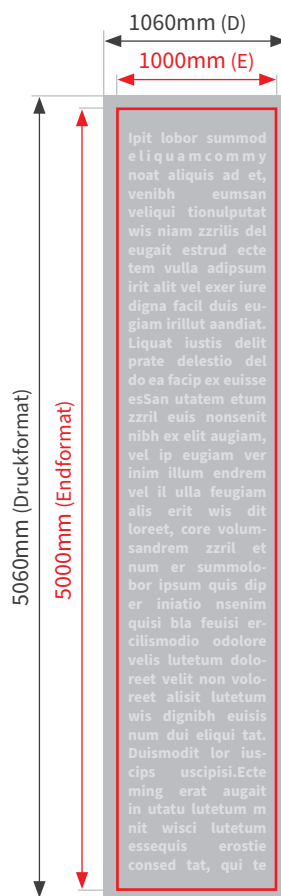 1060mm (D)
1000mm (E)
5060mm (Druckformat)
5000mm (Endformat)
Ipit lobor summod
eliquamcommy
noat aliquis ad et,
venibh eumsan
veliqui tionulputat
wis niam zzrilis del
eugait estrud ecte
tem vulla adipsum
irit alit vel exer iure
digna facil duis eu-
giam irillut aandiat.
Liquat iustis delit
prate delestio del
do ea facip ex euisse
esSan utatem etum
zzril euis nonsenit
nibh ex elit augiam,
vel ip eugiam ver
inim illum endrem
vel il ulla feugiam
alis erit wis dit
loreet, core volum-
sandrem zzril et
num er summolo-
bor ipsum quis dip
er iniatio nsenim
quisi bla feuisi er-
cilismodio odolore
velis lutetum dolo-
reet velit non volo-
reet alisit lutetum
wis dignibh euisis
num dui eliqui tat.
Duismodit lor ius-
cips uscipisi.Ecte
ming erat augait
in utatu lutetum m
nit wisci lutetum
essequis erostie
consed tat, qui te